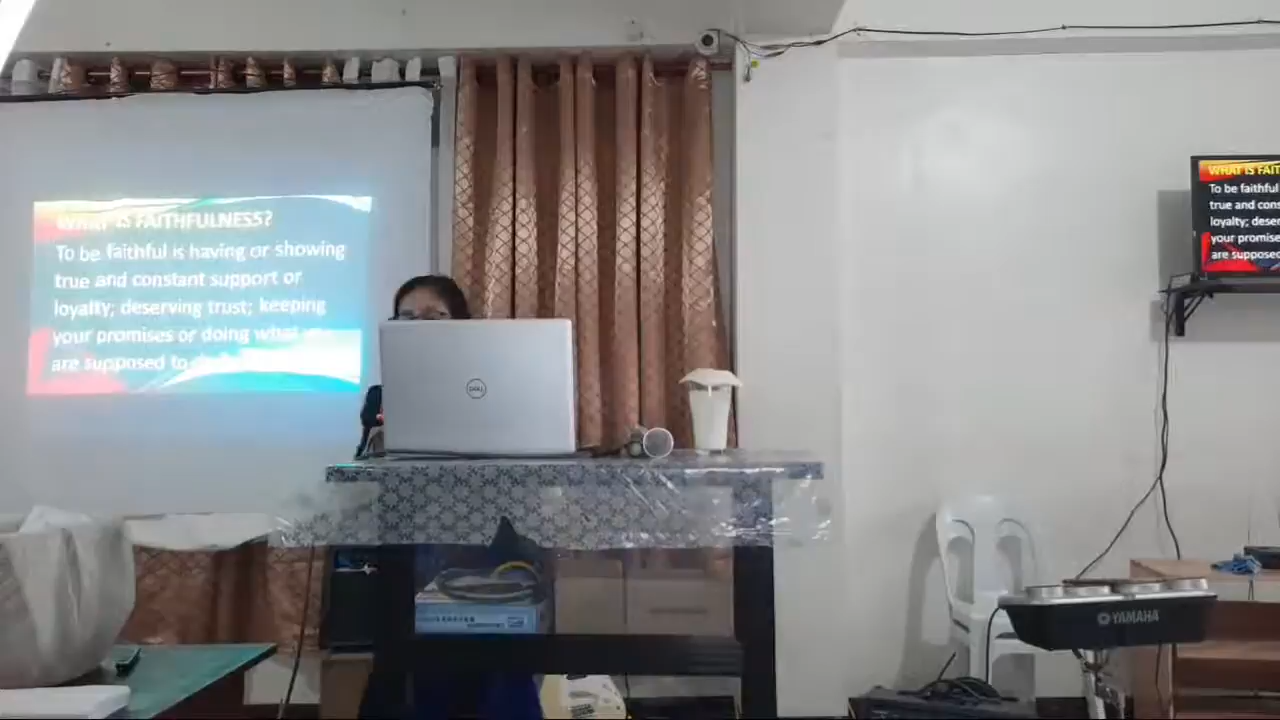 WHAT IS FAITHFULNESS?
To be faithful is having or showing
true and constant support or
loyalty; deserving trust; keeping
your promises or doing what
are supposed to
WHAT IS FAIT
To be faithful
true and cons
loyalty; deser
your promise
are supposed
DELL
YAMAHA